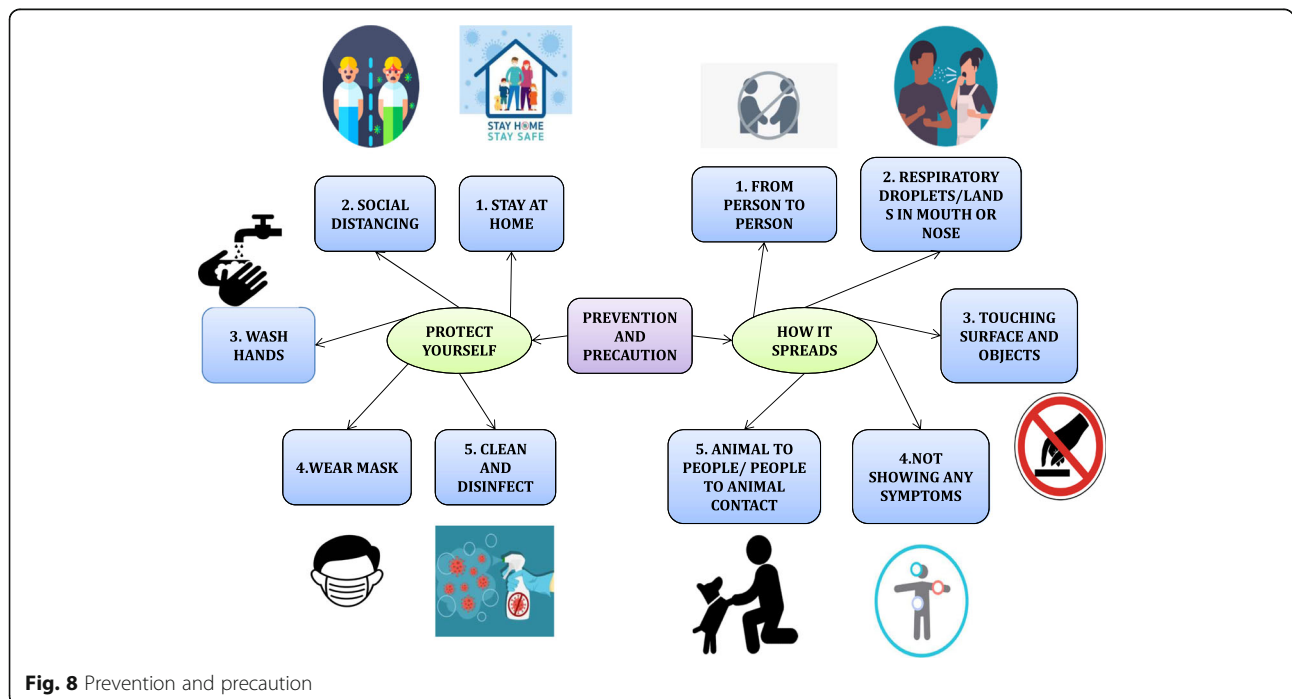 STAY HOME
STAY SAFE
2. SOCIAL
DISTANCING
1. STAY AT
HOME
1. FROM
PERSON TO
PERSON
2. RESPIRATORY
DROPLETS/LAND
S IN MOUTH OR
NOSE
3. WASH
HANDS
PROTECT
YOURSELF
PREVENTION
AND
PRECAUTION
HOW IT
SPREADS
3. TOUCHING
SURFACE AND
OBJECTS
4.WEAR MASK
5. CLEAN
AND
DISINFECT
5. ANIMAL TO
PEOPLE/ PEOPLE
TO ANIMAL
CONTACT
4.NOT
SHOWING ANY
SYMPTOMS
Fig. 8 Prevention and precaution